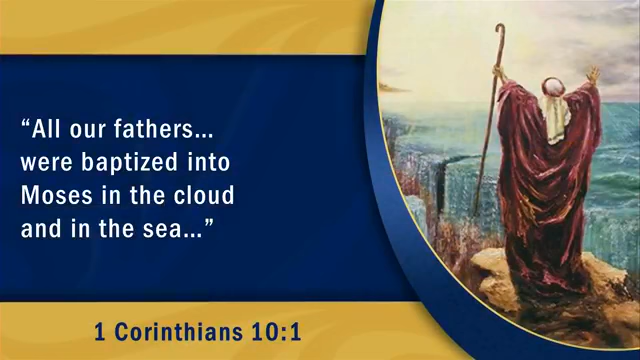 “All our fathers...
were baptized into
Moses in the cloud
and in the sea...”
1 Corinthians 10:1